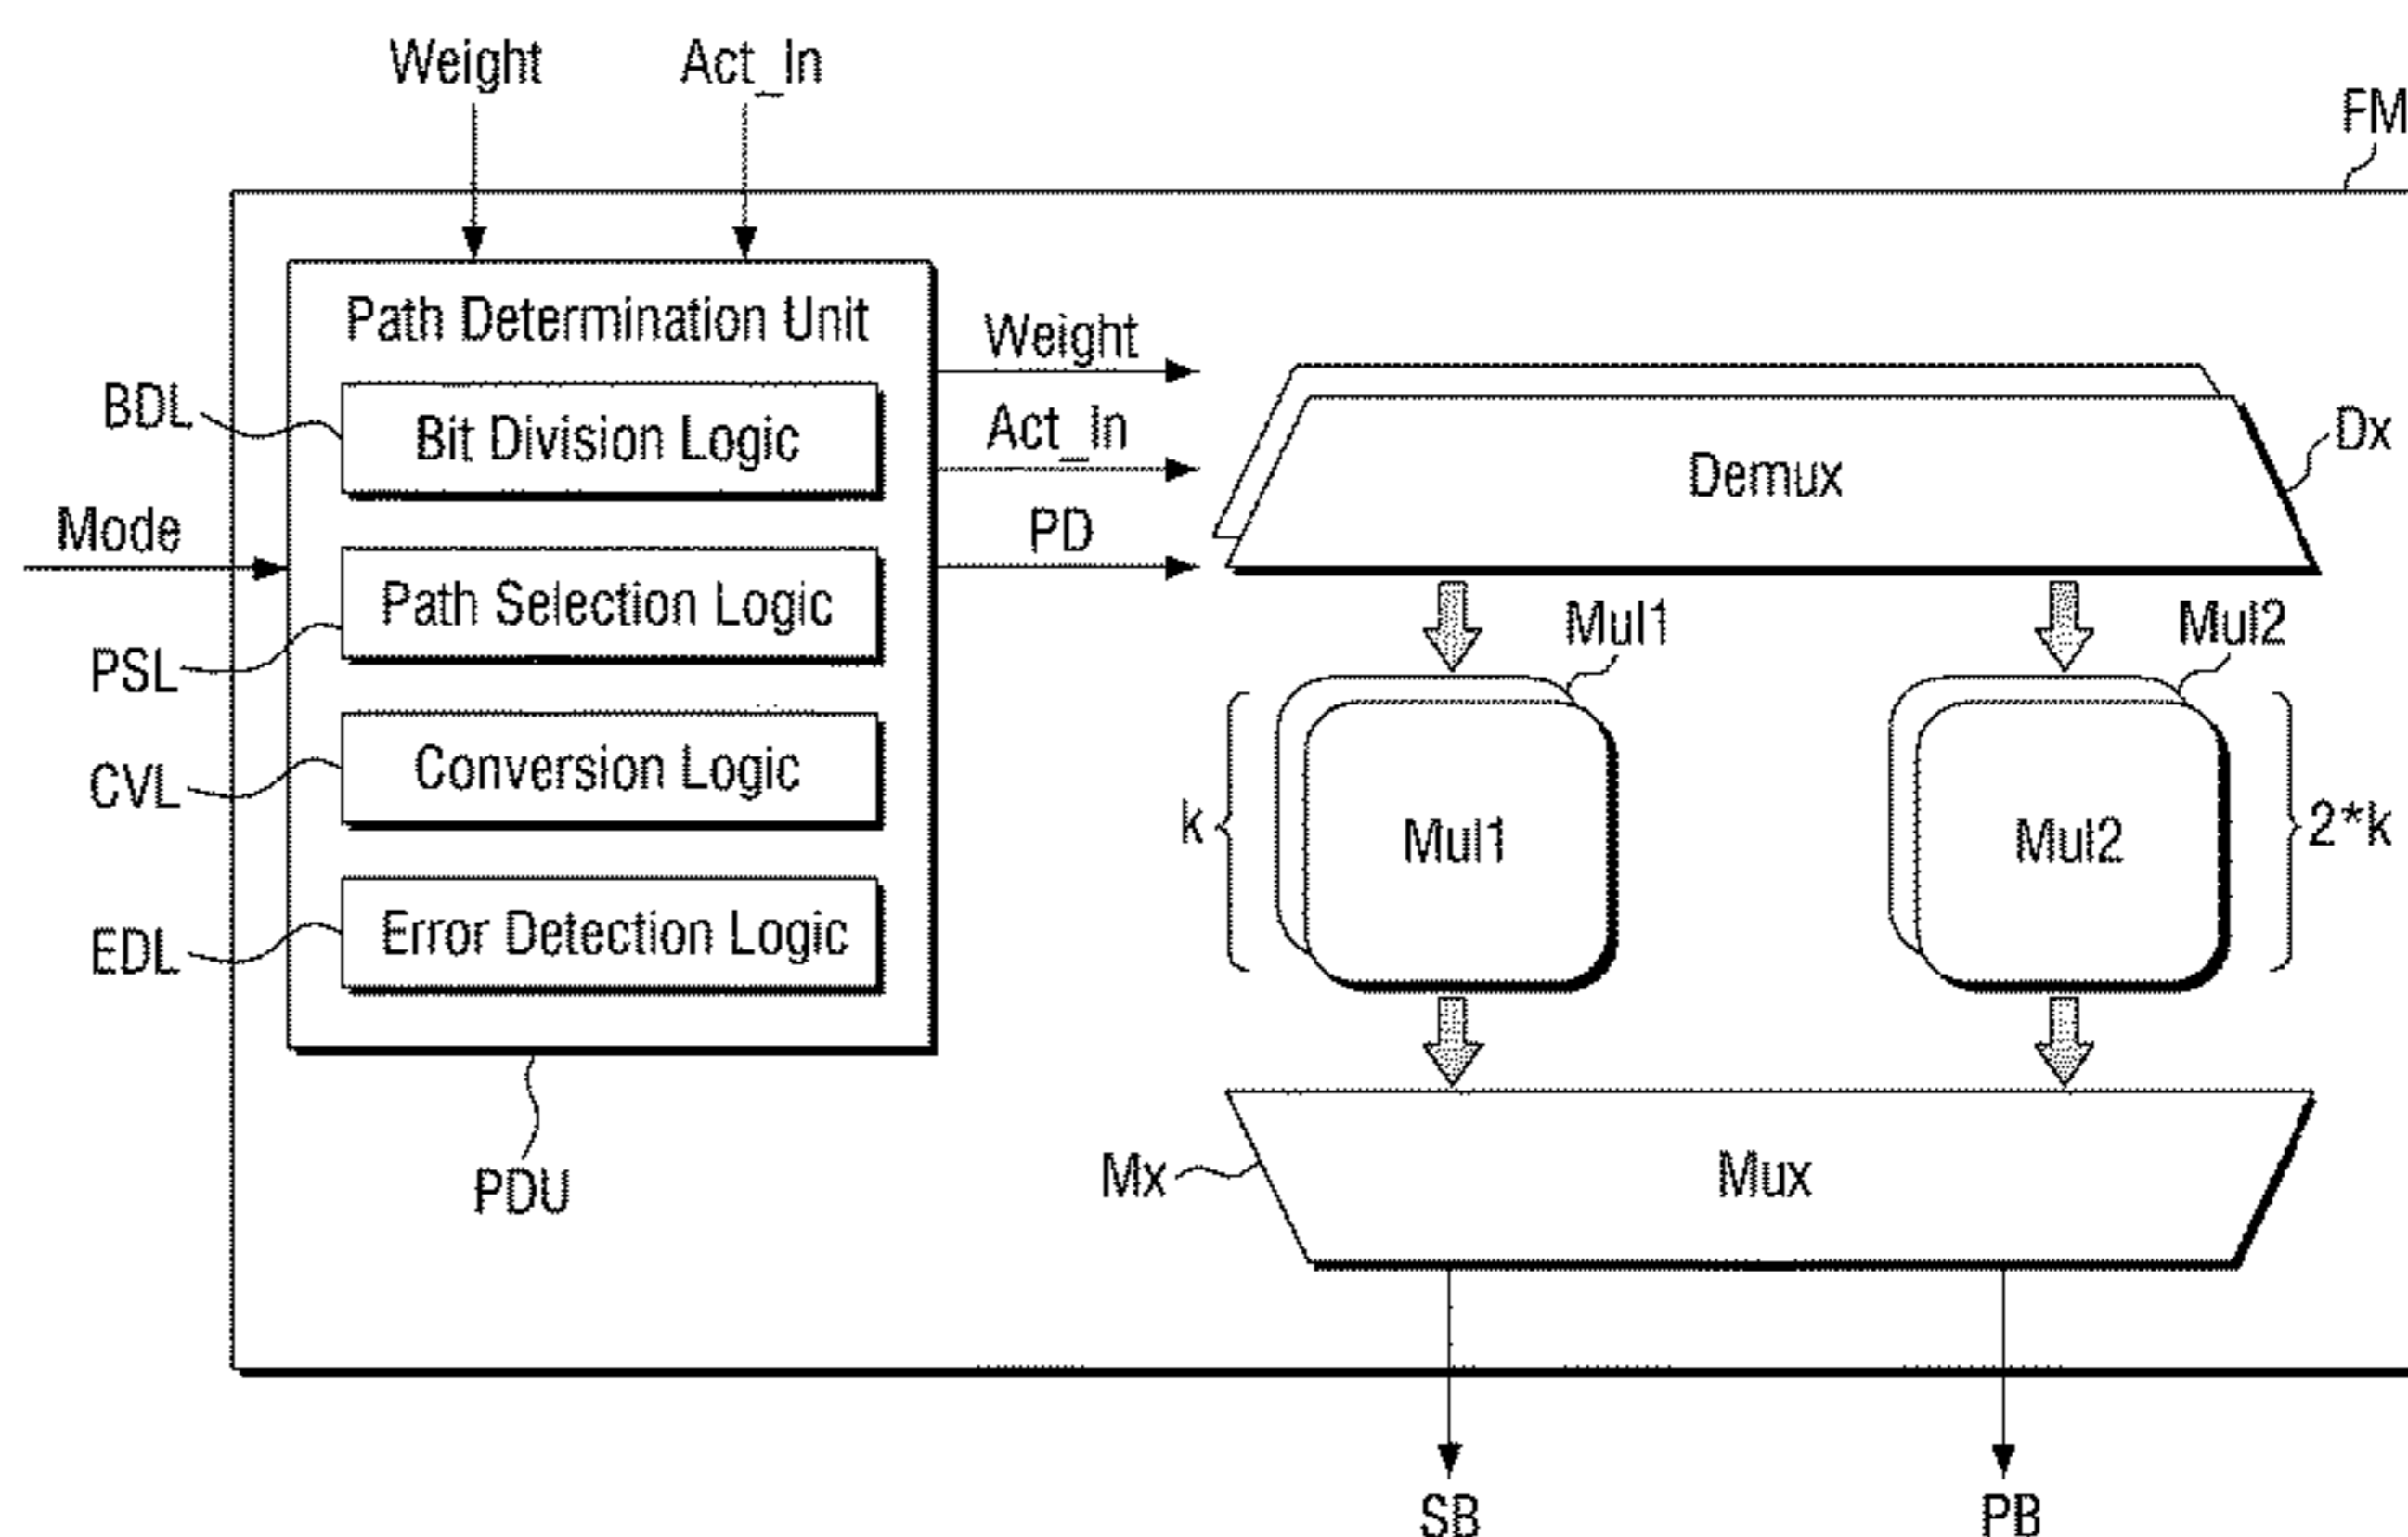 Weight
Act_In
FM
Path Determination Unit
Weight
BDL
Bit Division Logic
Act_In
Demux
Dx
Mode
PD
Path Selection Logic
PSL
Mul1
Mul2
Conversion Logic
CVL
k
Mul1
Mul2
2*k
Error Detection Logic
EDL
PDU
Mx
Mux
SB
PB